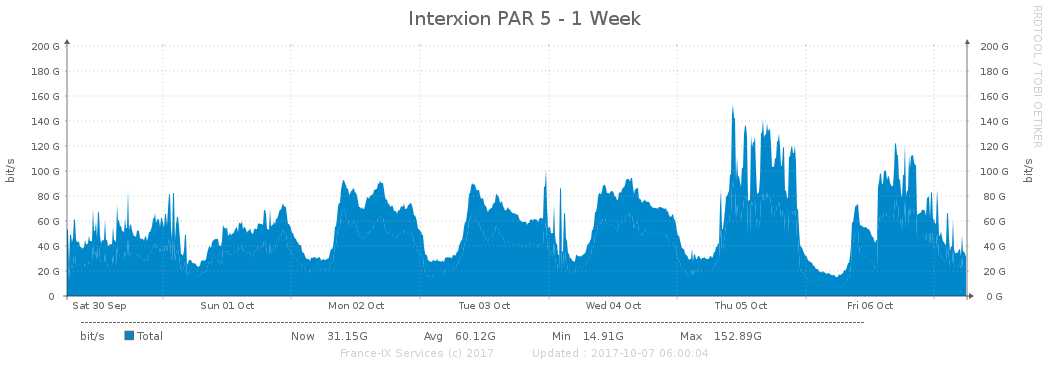 Interxion PAR 5 - 1 Week
RRDTOOL / TOBI OETIKER
bit/s
200 G
180 G
160 G
140 G
120 G
100 G
80 G
60 G
40 G
20 G
0
200 G
180 G
160 G
140 G
120 G
100 G
80 G
60 G
40 G
20 G
0 G
bit/s
Sat 30 Sep Sun 01 Oct Mon 02 Oct Tue 03 Oct Wed 04 Oct Thu 05 Oct Fri 06 Oct
bit/s Total Now 31.15G Avg 60.12G Min 14.91G Max 152.89G
France-IX Services (c) 2017 Updated : 2017-10-07 06:00:04